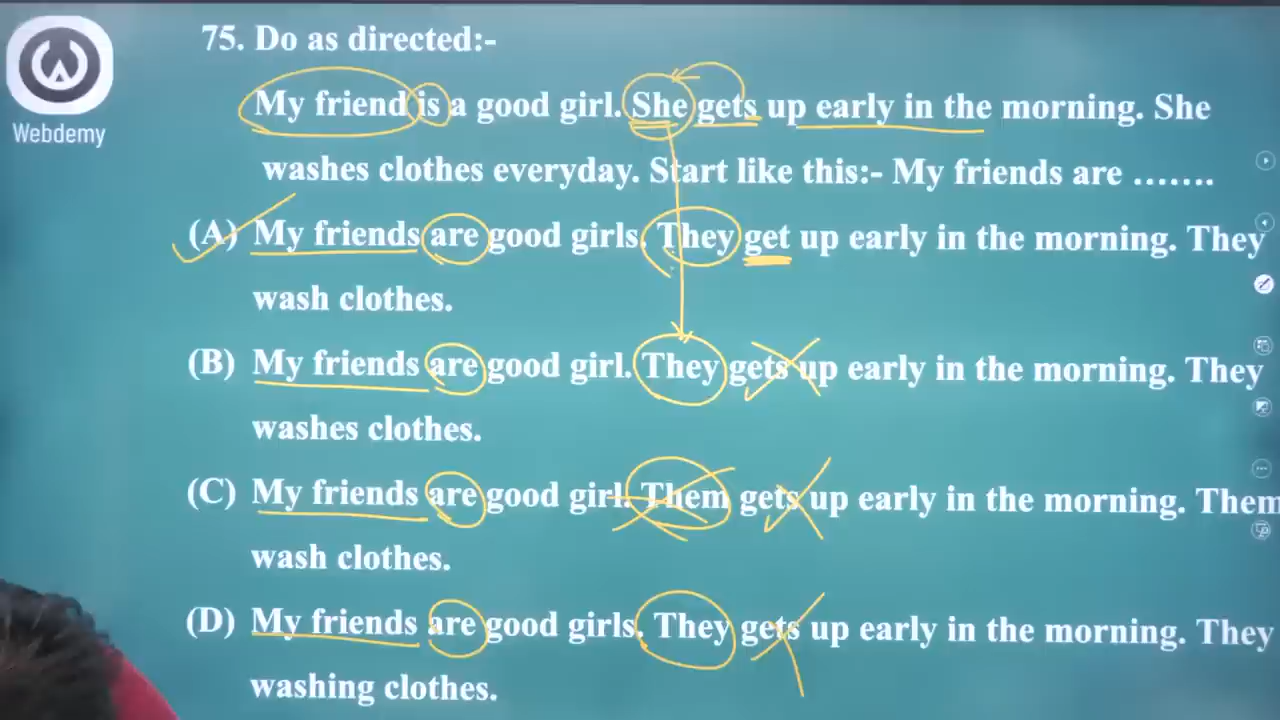 Webdemy
75. Do as directed:-
My friend is a good girl. She gets up early in the morning. She
washes clothes everyday. Start like this:- My friends are .......
(A) My friends are good girls. They get up early in the morning. They
wash clothes.
(B) My friends are good girl. They gets up early in the morning. They
washes clothes.
(C) My friends are good girl. Them gets up early in the morning. Them
wash clothes.
(D) My friends are good girls. They gets up early in the morning. They
washing clothes.